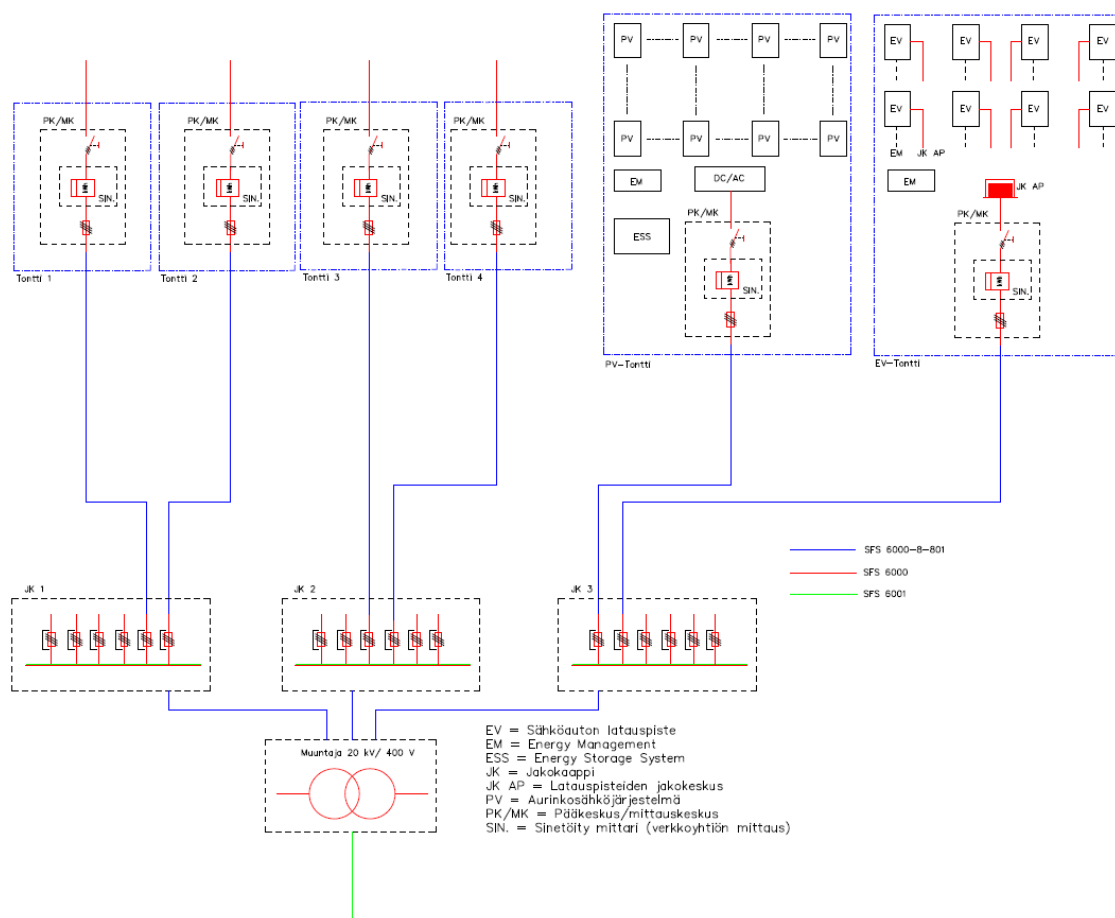 PV PV PV PV
EV EV EV EV
PK/MK PK/MK PK/MK PK/MK
PV PV PV PV
EV EV EV EV
EM JK AP
SIN. SIN. SIN. SIN.
EM DC/AC
EM JK AP
PK/MK PK/MK
ESS
Tontti 1 Tontti 2 Tontti 3 Tontti 4
SIN. SIN.
PV-Tontti EV-Tontti
SFS 6000-8-801
SFS 6000
SFS 6001
JK 1 JK 2 JK 3
Muuntaja 20 kV/ 400 V
EV = Sähköauton latauspiste
EM = Energy Management
ESS = Energy Storage System
JK = Jakokaappi
JK AP = Latauspisteiden jakokeskus
PV = Aurinkosähköjärjestelmä
PK/MK = Pääkeskus/mittauskeskus
SIN. = Sinetöity mittari (verkkoyhtiön mittaus)